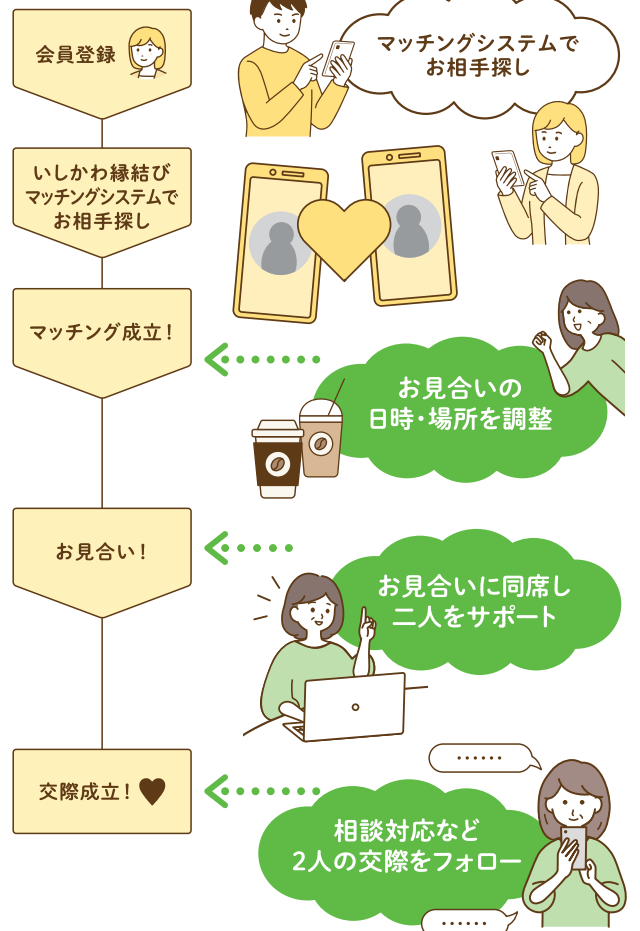 会員登録
マッチングシステムで
お相手探し
いしかわ縁結び
マッチングシステムで
お相手探し
マッチング成立！
お見合いの
日時・場所を調整
お見合い！
お見合いに同席し
二人をサポート
交際成立！
相談対応など
2人の交際をフォロー